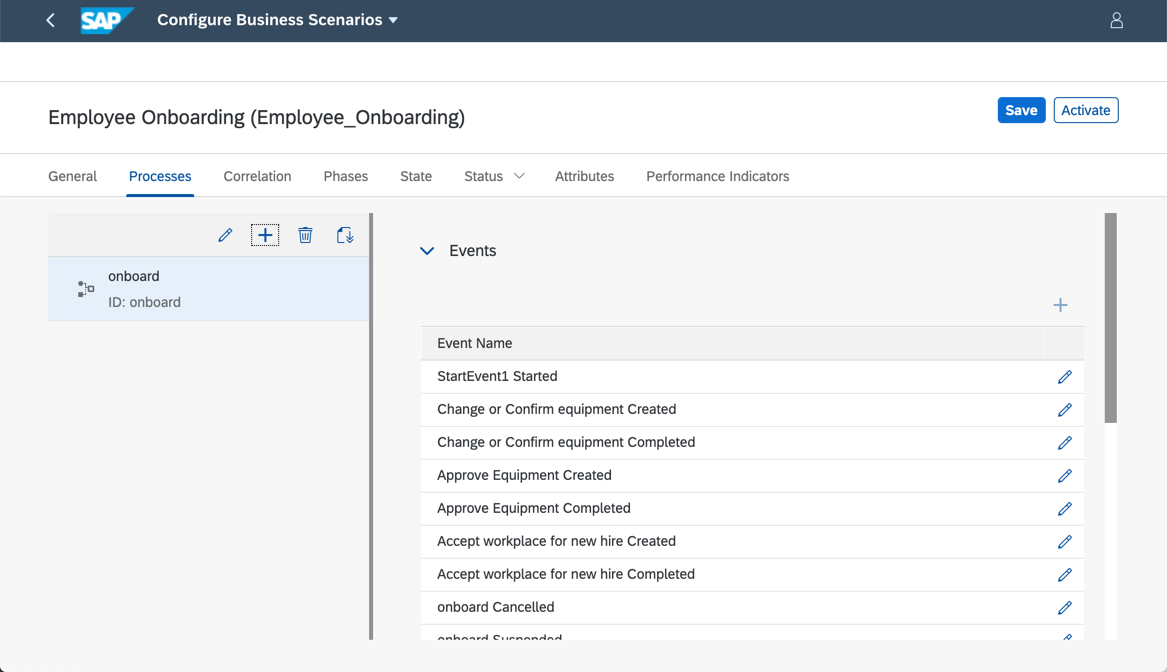 SAP Configure Business Scenarios
Employee Onboarding (Employee_Onboarding)
Save Activate
General Processes Correlation Phases State Status Attributes Performance Indicators
onboard
ID: onboard
Events
Event Name
StartEvent1 Started
Change or Confirm equipment Created
Change or Confirm equipment Completed
Approve Equipment Created
Approve Equipment Completed
Accept workplace for new hire Created
Accept workplace for new hire Completed
onboard Cancelled
onboard Suspended